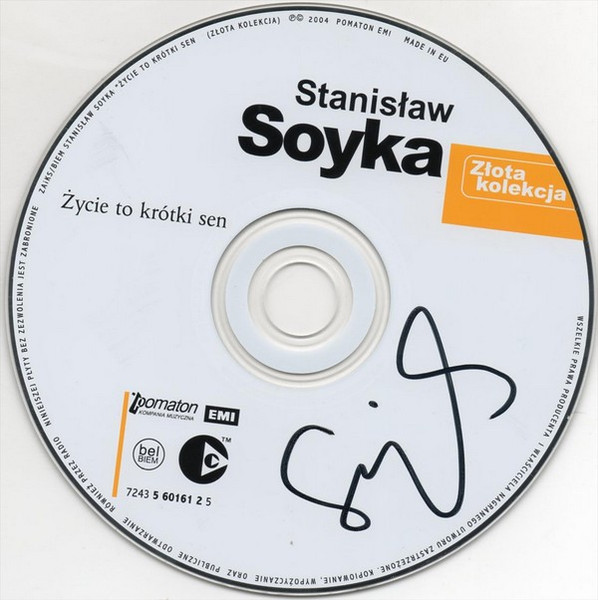 ZAiKS/BIEM STANISŁAW SOYKA "ŻYCIE TO KRÓTKI SEN (ZŁOTA KOLEKCJA) ℗© 2004 POMATON EMI MADE IN EU
Stanisław
Soyka
Złota
kolekcja
Życie to krótki sen
pomaton
KOMPANIA MUZYCZNA
EMI
bel
BIEM
TM
7243 5 60161 2 5
WSZELKIE PRAWA PRODUCENTA I WŁAŚCICIELA NAGRANEGO UTWORU ZASTRZEŻONE. KOPIOWANIE, WYPOŻYCZANIE ORAZ PUBLICZNE ODTWARZANIE RÓWNIEŻ PRZEZ RADIO NINIEJSZEJ PŁYTY BEZ ZEZWOLENIA JEST ZABRONIONE